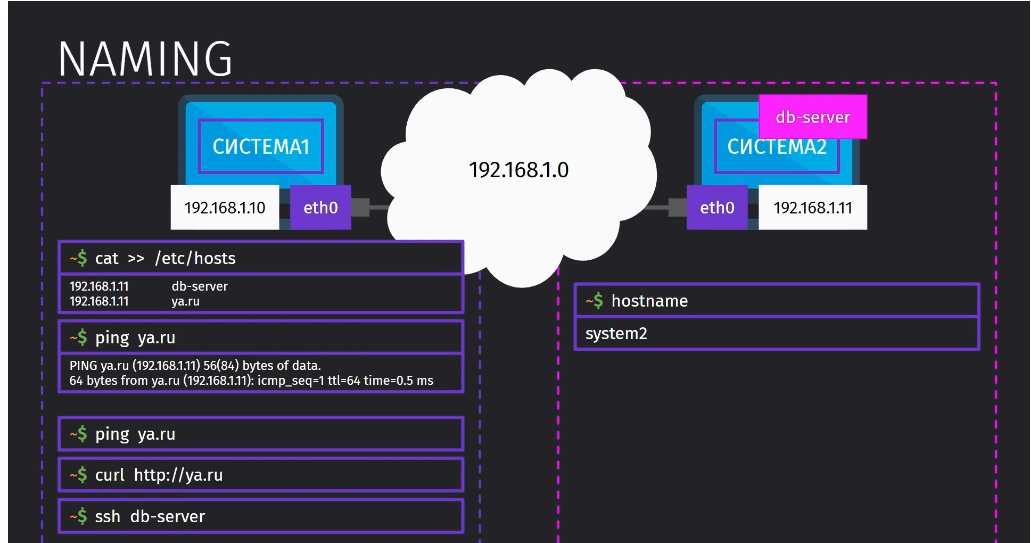 NAMING
СИСТЕМА1
192.168.1.10
eth0
192.168.1.0
db-server
СИСТЕМА2
eth0
192.168.1.11
~$ cat >> /etc/hosts
192.168.1.11 db-server
192.168.1.11 ya.ru
~$ ping ya.ru
PING ya.ru (192.168.1.11) 56(84) bytes of data.
64 bytes from ya.ru (192.168.1.11): icmp_seq=1 ttl=64 time=0.5 ms
~$ ping ya.ru
~$ curl http://ya.ru
~$ ssh db-server
~$ hostname
system2